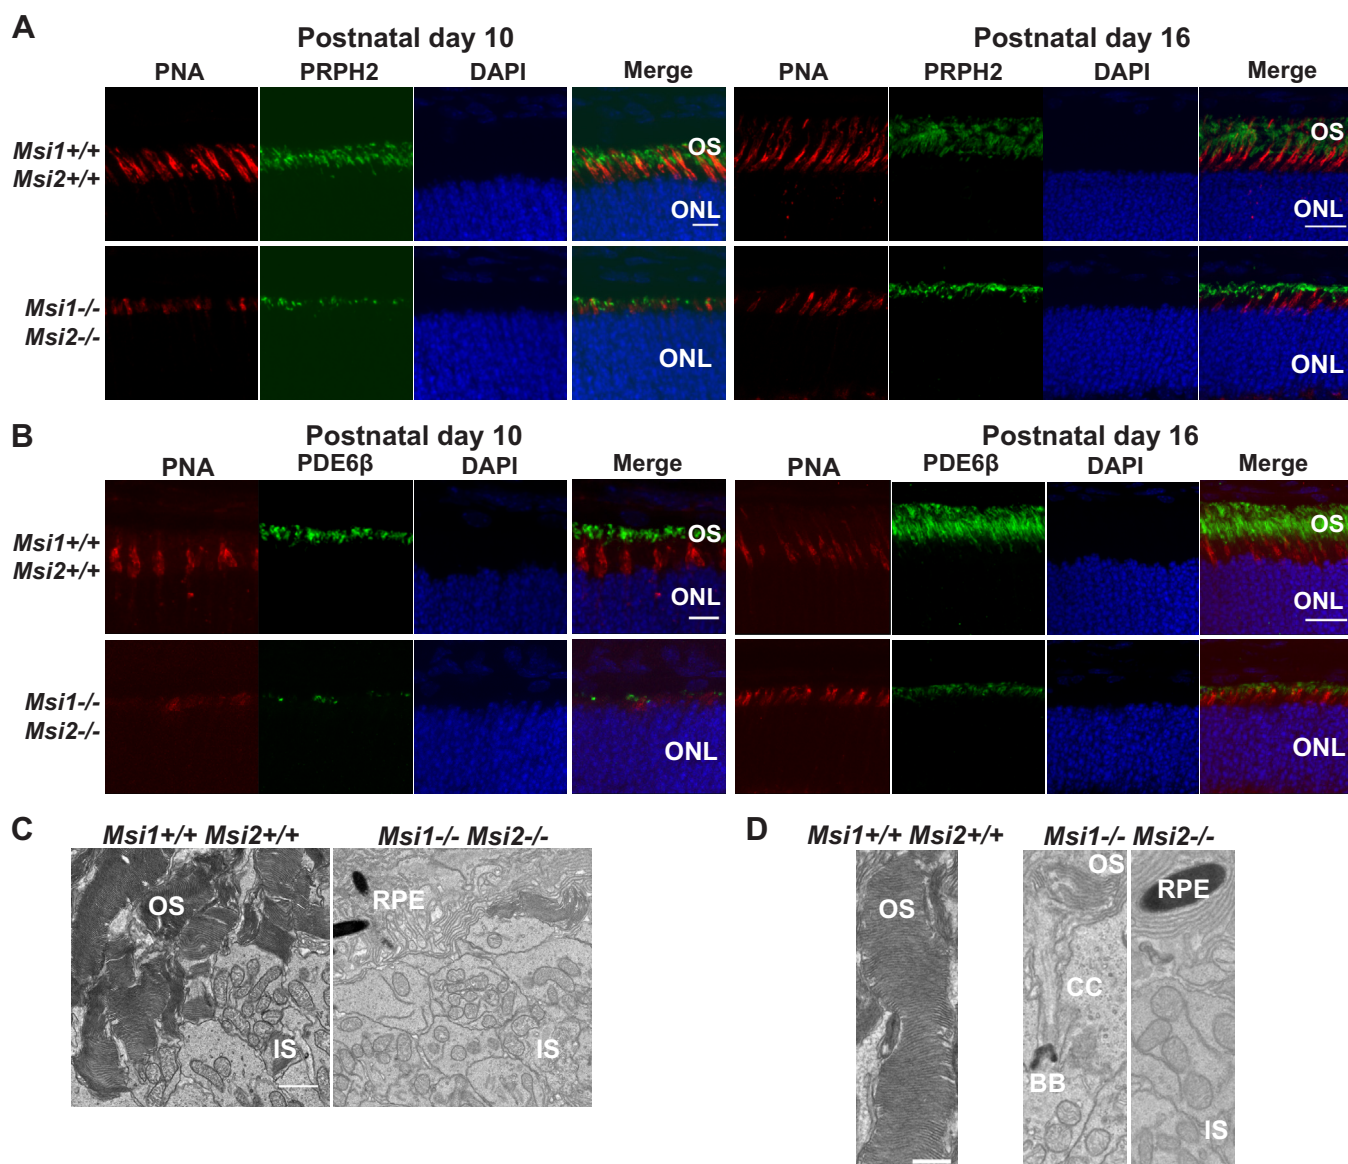 A
Postnatal day 10
Postnatal day 16
PNA PRPH2 DAPI Merge PNA PRPH2 DAPI Merge
Msi1+/+
Msi2+/+
OS
ONL
OS
ONL
Msi1-/-
Msi2-/-
ONL
ONL
B
Postnatal day 10
Postnatal day 16
PNA PDE6β DAPI Merge PNA PDE6β DAPI Merge
Msi1+/+
Msi2+/+
OS
ONL
OS
ONL
Msi1-/-
Msi2-/-
ONL
ONL
C
Msi1+/+ Msi2+/+
Msi1-/- Msi2-/-
OS
IS
RPE
IS
D
Msi1+/+ Msi2+/+
Msi1-/- Msi2-/-
OS
OS
CC
BB
RPE
IS